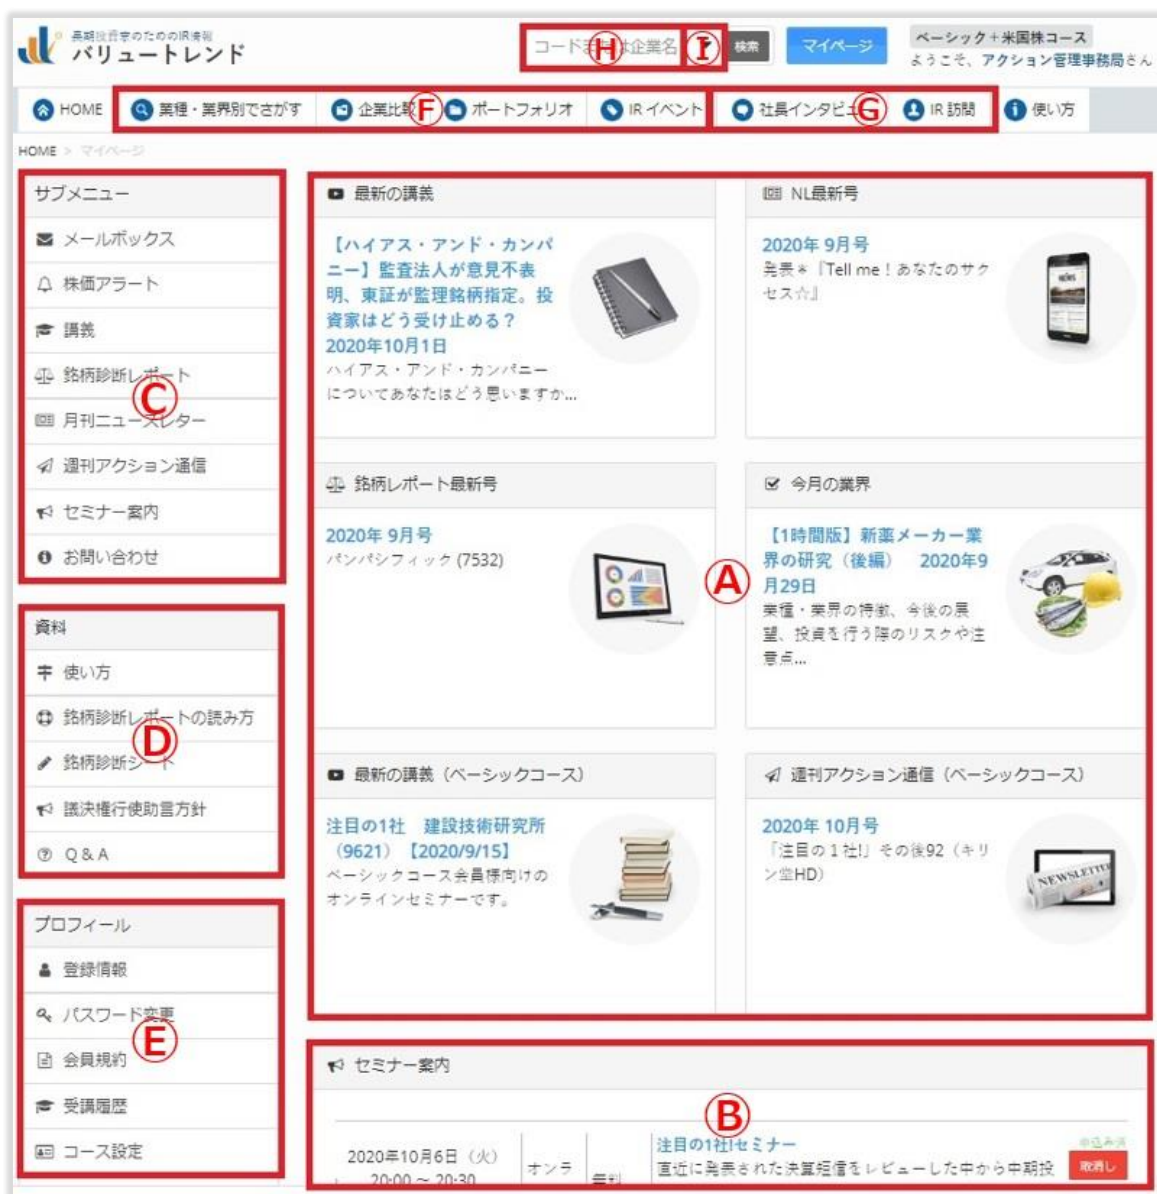 長期投資家のためのIR情報
バリュートレンド
コードまたは企業名
Ⓗ
Ⓘ
検索
マイページ
ベーシック＋米国株コース
ようこそ、アクション管理事務局さん
HOME
業種・業界別でさがす
企業比較
Ⓕ
ポートフォリオ
IR イベント
社長インタビュー
Ⓖ
IR 訪問
使い方
HOME > マイページ
サブメニュー
メールボックス
株価アラート
講義
銘柄診断レポート
Ⓒ
月刊ニュースレター
週刊アクション通信
セミナー案内
お問い合わせ
資料
使い方
銘柄診断レポートの読み方
Ⓓ
銘柄診断シート
議決権行使助言方針
Q & A
プロフィール
登録情報
パスワード変更
Ⓔ
会員規約
受講履歴
コース設定
最新の講義
【ハイアス・アンド・カンパ
ニー】監査法人が意見不表
明、東証が監理銘柄指定。投
資家はどう受け止める？
2020年10月1日
ハイアス・アンド・カンパニー
についてあなたはどう思いますか...
NL最新号
2020年 9月号
発表＊『Tell me！あなたのサク
セス☆』
NEWS
銘柄レポート最新号
2020年 9月号
パンパシフィック (7532)
Ⓐ
今月の業界
【1時間版】新薬メーカー業
界の研究（後編） 2020年9
月29日
業種・業界の特徴、今後の展
望、投資を行う際のリスクや注
意点...
最新の講義（ベーシックコース）
注目の1社 建設技術研究所
（9621）【2020/9/15】
ベーシックコース会員様向けの
オンラインセミナーです。
週刊アクション通信（ベーシックコース）
2020年 10月号
「注目の１社!」その後92（キリ
ン堂HD）
NEWSLETTER
セミナー案内
Ⓑ
2020年10月6日（火）
20:00 ~ 20:30
オンラ
無料
注目の1社!セミナー
直近に発表された決算短信をレビューした中から中期投
申込み済
取消し